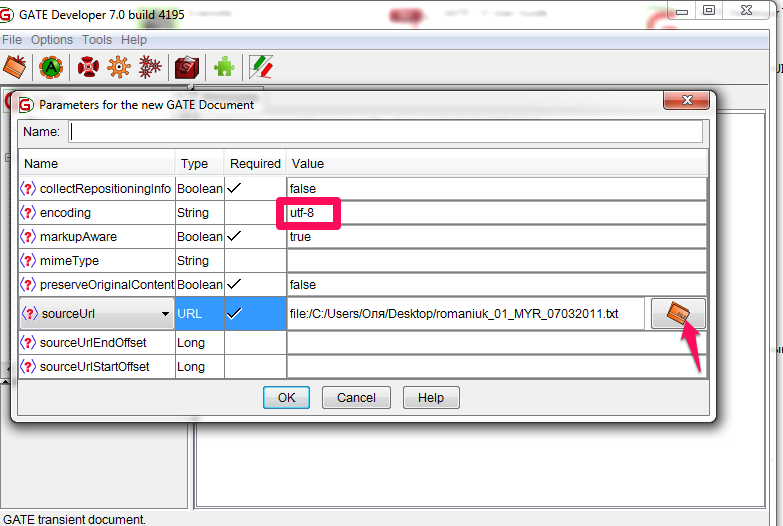 GATE Developer 7.0 build 4195
File Options Tools Help
Parameters for the new GATE Document
Name:
Name Type Required Value
collectRepositioningInfo Boolean false
encoding String utf-8
markupAware Boolean true
mimeType String
preserveOriginalContent Boolean false
sourceUrl URL file:/C:/Users/Оля/Desktop/romaniuk_01_MYR_07032011.txt
sourceUrlEndOffset Long
sourceUrlStartOffset Long
OK Cancel Help
GATE transient document.